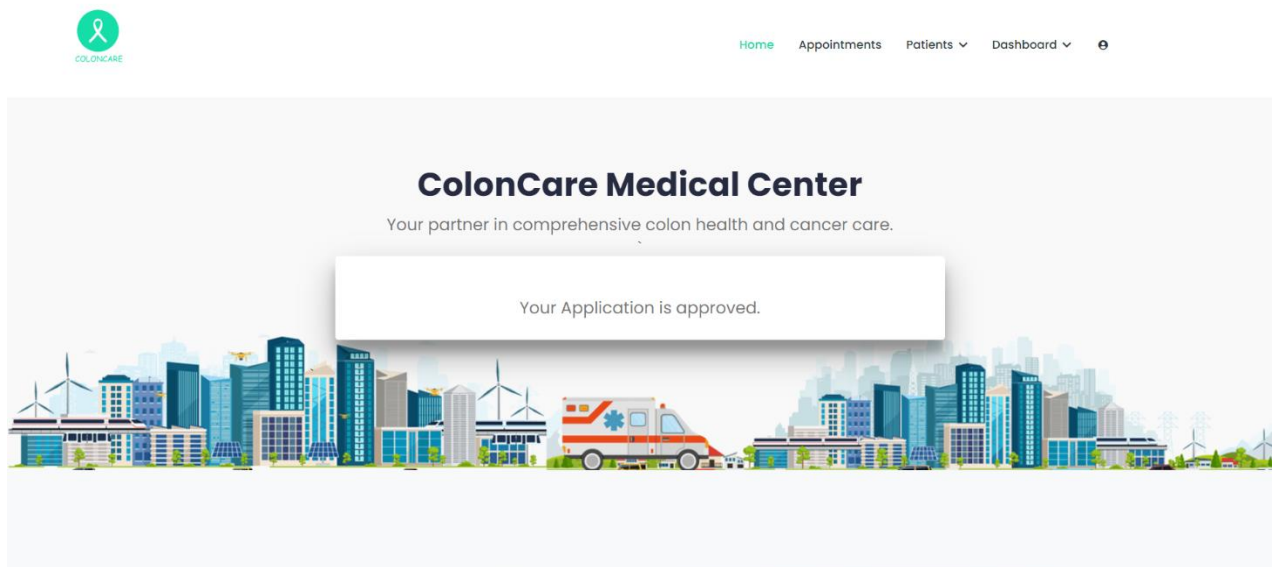 COLONCARE
Home Appointments Patients Dashboard
ColonCare Medical Center
Your partner in comprehensive colon health and cancer care.
`
Your Application is approved.